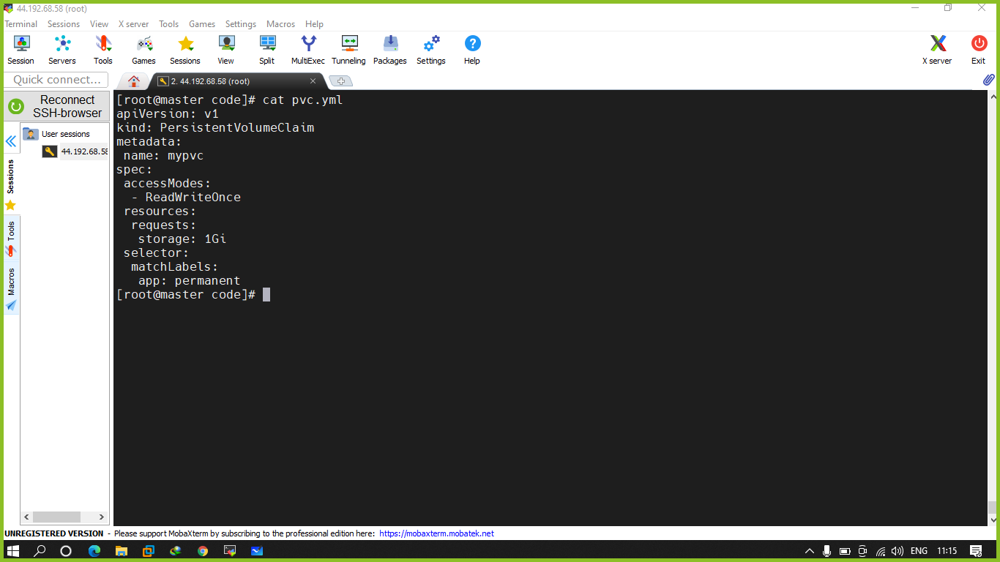 44.192.68.58 (root)
Terminal Sessions View X server Tools Games Settings Macros Help
Session Servers Tools Games Sessions View Split MultiExec Tunneling Packages Settings Help X server Exit
Quick connect...
2. 44.192.68.58 (root)
Reconnect
SSH-browser
User sessions
44.192.68.58
Sessions
Tools
Macros
[root@master code]# cat pvc.yml
apiVersion: v1
kind: PersistentVolumeClaim
metadata:
 name: mypvc
spec:
 accessModes:
  - ReadWriteOnce
 resources:
  requests:
   storage: 1Gi
 selector:
  matchLabels:
   app: permanent
[root@master code]#
UNREGISTERED VERSION - Please support MobaXterm by subscribing to the professional edition here: https://mobaxterm.mobatek.net
ENG 11:15